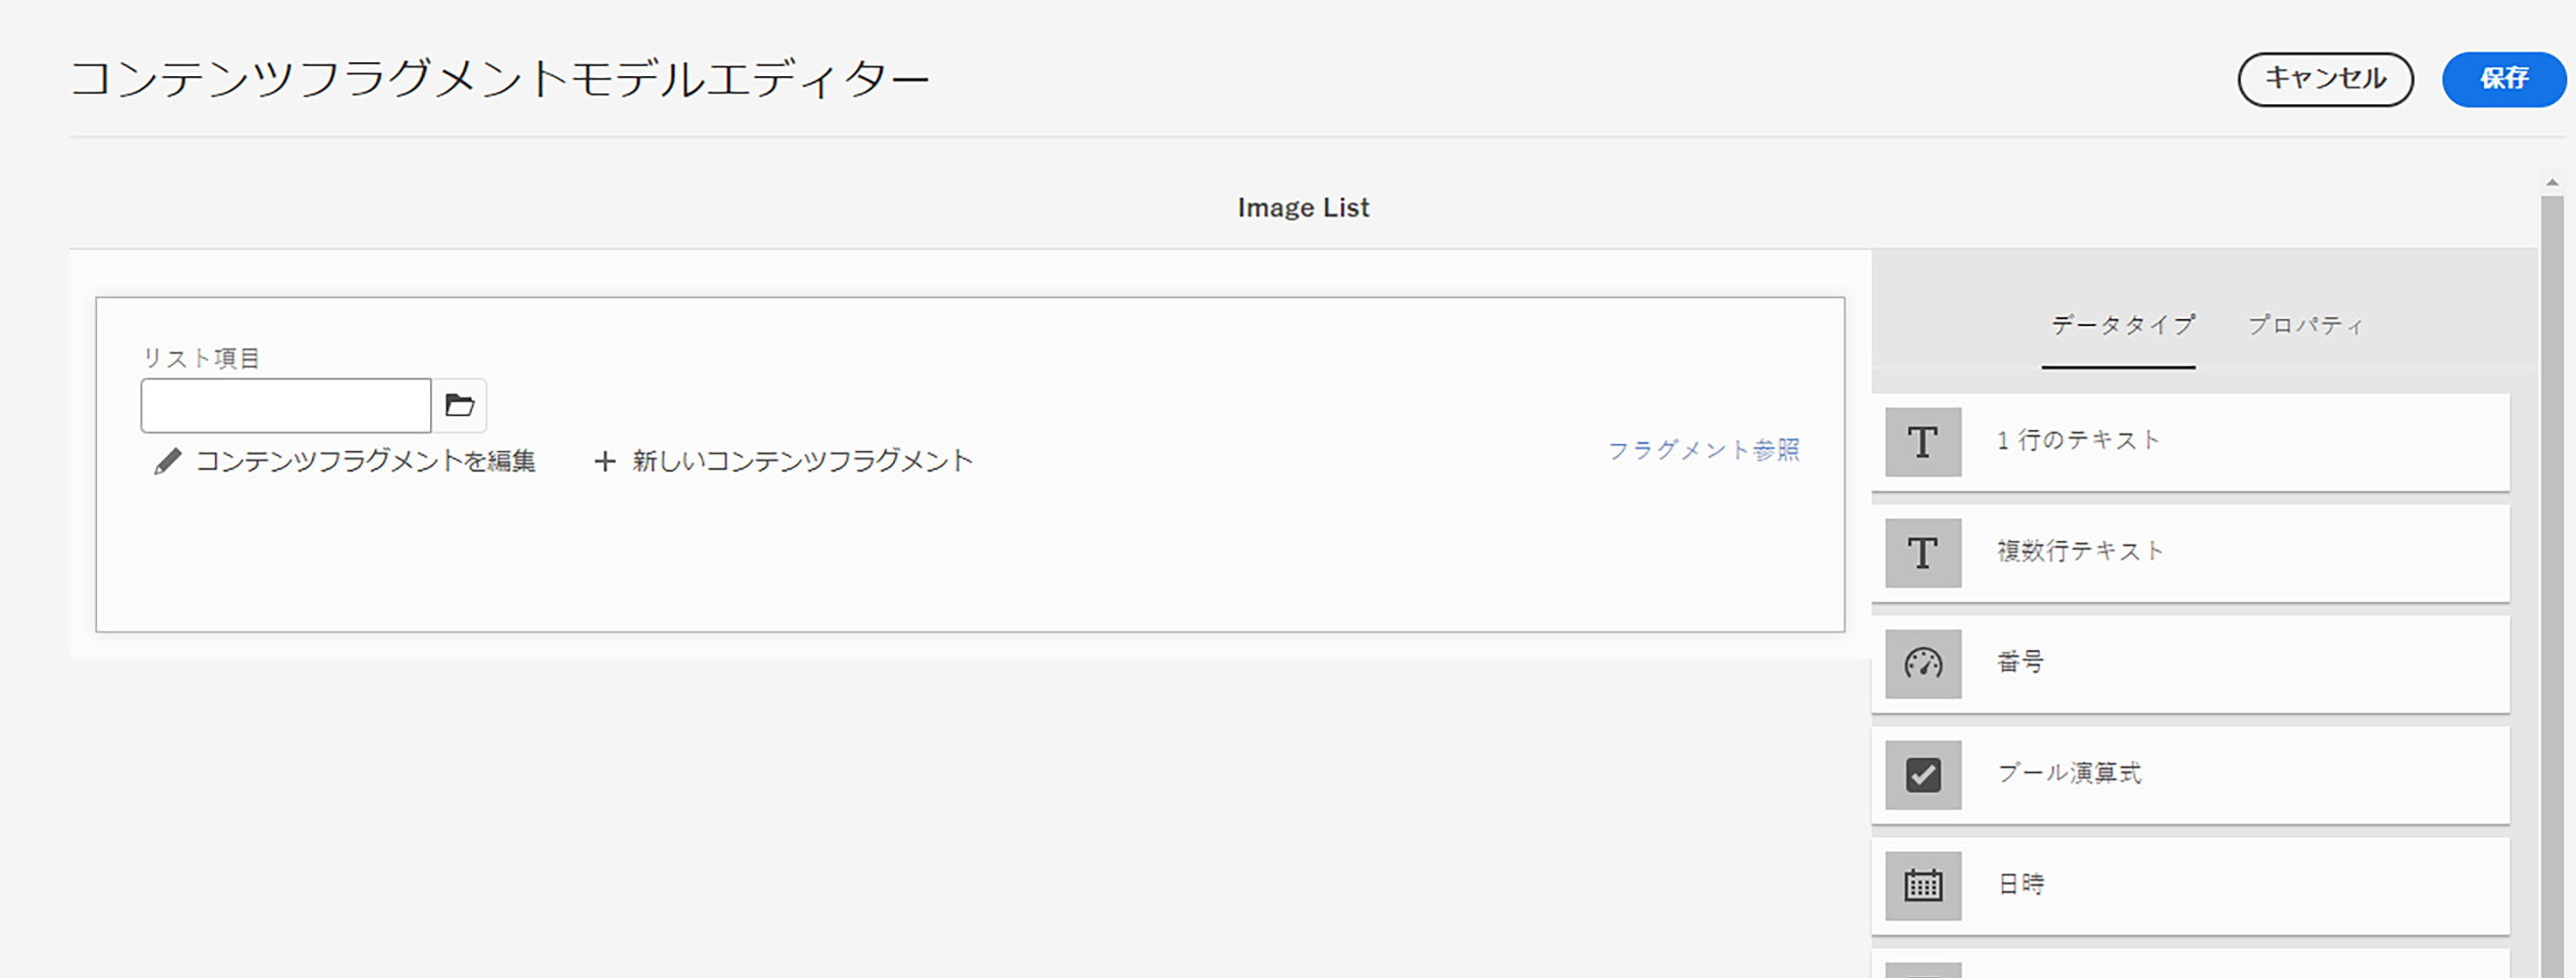 コンテンツフラグメントモデルエディター
キャンセル
保存
Image List
リスト項目
コンテンツフラグメントを編集
新しいコンテンツフラグメント
フラグメント参照
データタイプ
プロパティ
1 行のテキスト
複数行テキスト
番号
ブール演算式
日時